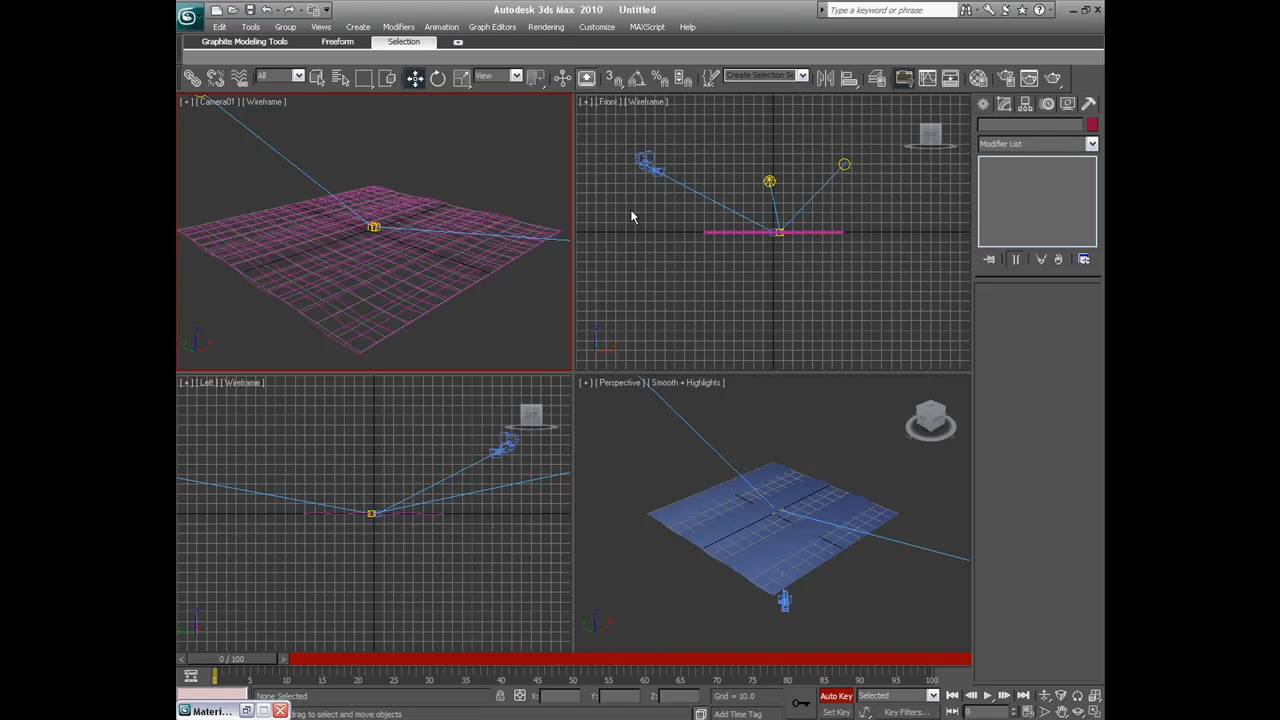 Autodesk 3ds Max 2010 Untitled
Type a keyword or phrase
Edit Tools Group Views Create Modifiers Animation Graph Editors Rendering Customize MAXScript Help
Graphite Modeling Tools Freeform Selection
All View 3 Create Selection Se
[ + ] [ Camera01 ] [ Wireframe ]
[ + ] [ Front ] [ Wireframe ]
Modifier List
[ + ] [ Left ] [ Wireframe ]
[ + ] [ Perspective ] [ Smooth + Highlights ]
< 0 / 100 >
0 5 10 15 20 25 30 35 40 45 50 55 60 65 70 75 80 85 90 95 100
None Selected X: Y: Z: Grid = 10.0 Auto Key Selected
Materi... drag to select and move objects Add Time Tag Set Key Key Filters... 0